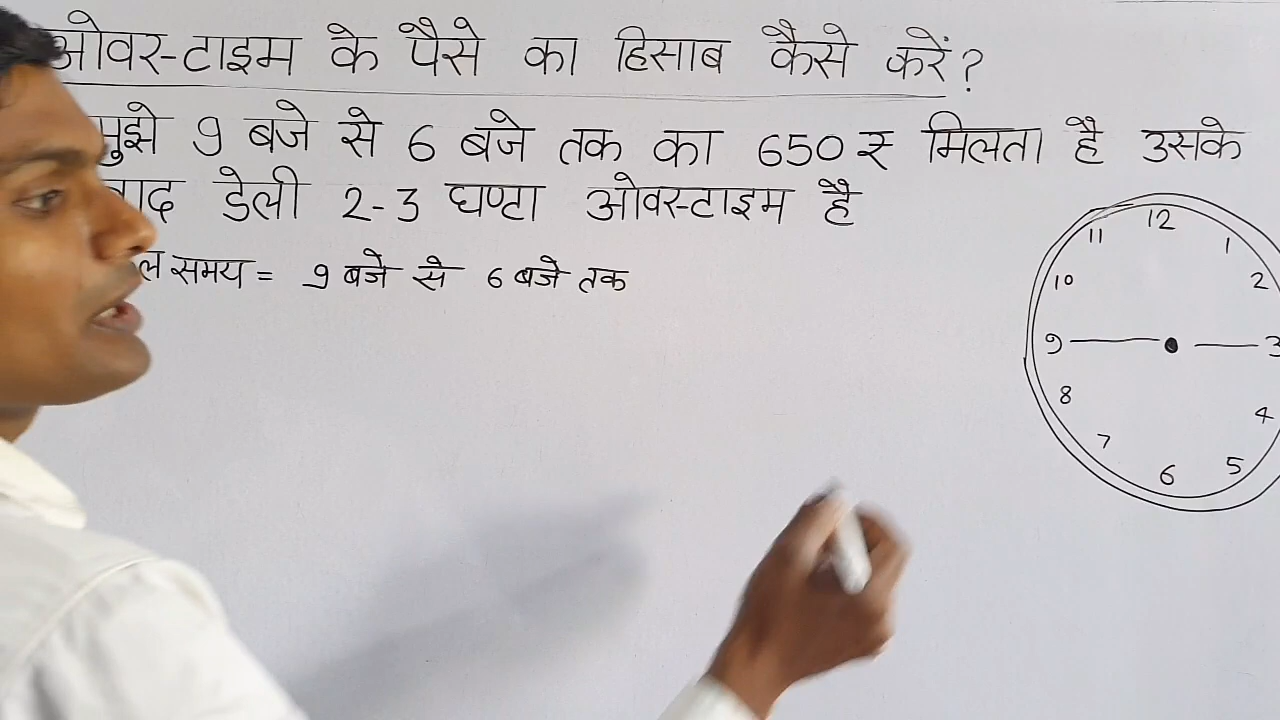 ओवर-टाइम के पैसे का हिसाब कैसे करें?
मुझे 9 बजे से 6 बजे तक का 650 ₹ मिलता है उसके
बाद डेली 2-3 घण्टा ओवरटाइम है
समय = 9 बजे से 6 बजे तक
12
11 1
10 2
9 3
8 4
7 5
6